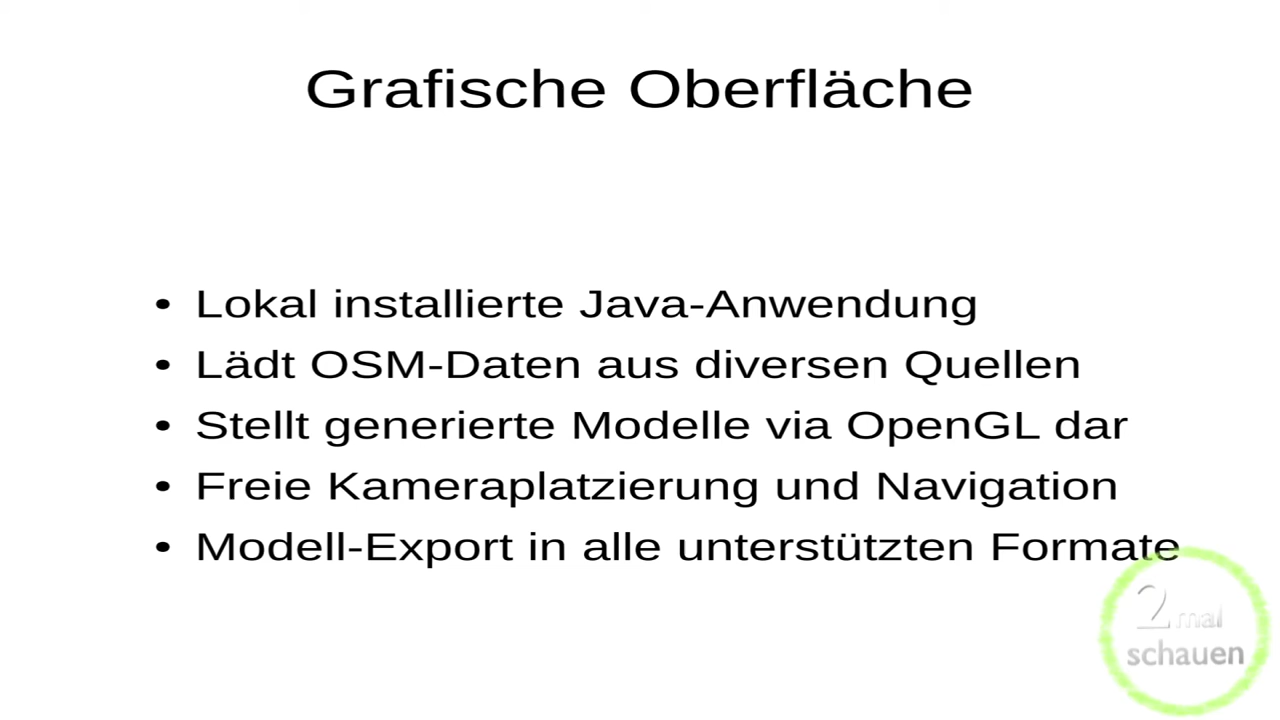 Grafische Oberfläche
• Lokal installierte Java-Anwendung
• Lädt OSM-Daten aus diversen Quellen
• Stellt generierte Modelle via OpenGL dar
• Freie Kameraplatzierung und Navigation
• Modell-Export in alle unterstützten Formate
2 mal
schauen